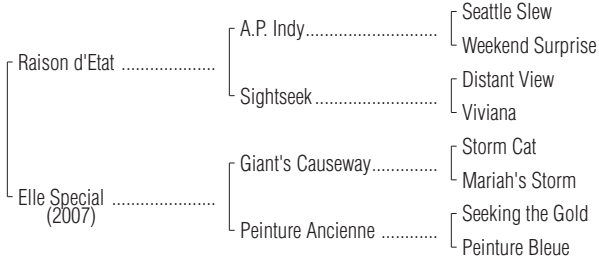 Seattle Slew
A.P. Indy........................
Weekend Surprise
Raison d'Etat .....................
Distant View
Sightseek........................
Viviana
Storm Cat
Giant's Causeway.............
Mariah's Storm
Elle Special .....................
(2007)
Seeking the Gold
Peinture Ancienne ............
Peinture Bleue